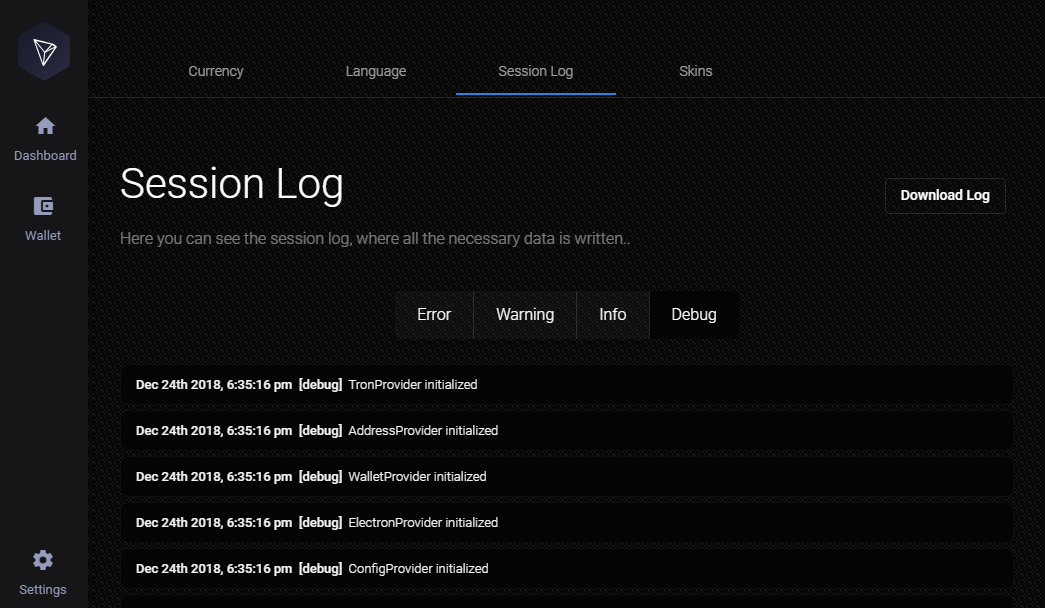 Currency
Language
Session Log
Skins
Dashboard
Wallet
Settings
Session Log
Download Log
Here you can see the session log, where all the necessary data is written..
Error
Warning
Info
Debug
Dec 24th 2018, 6:35:16 pm [debug] TronProvider initialized
Dec 24th 2018, 6:35:16 pm [debug] AddressProvider initialized
Dec 24th 2018, 6:35:16 pm [debug] WalletProvider initialized
Dec 24th 2018, 6:35:16 pm [debug] ElectronProvider initialized
Dec 24th 2018, 6:35:16 pm [debug] ConfigProvider initialized